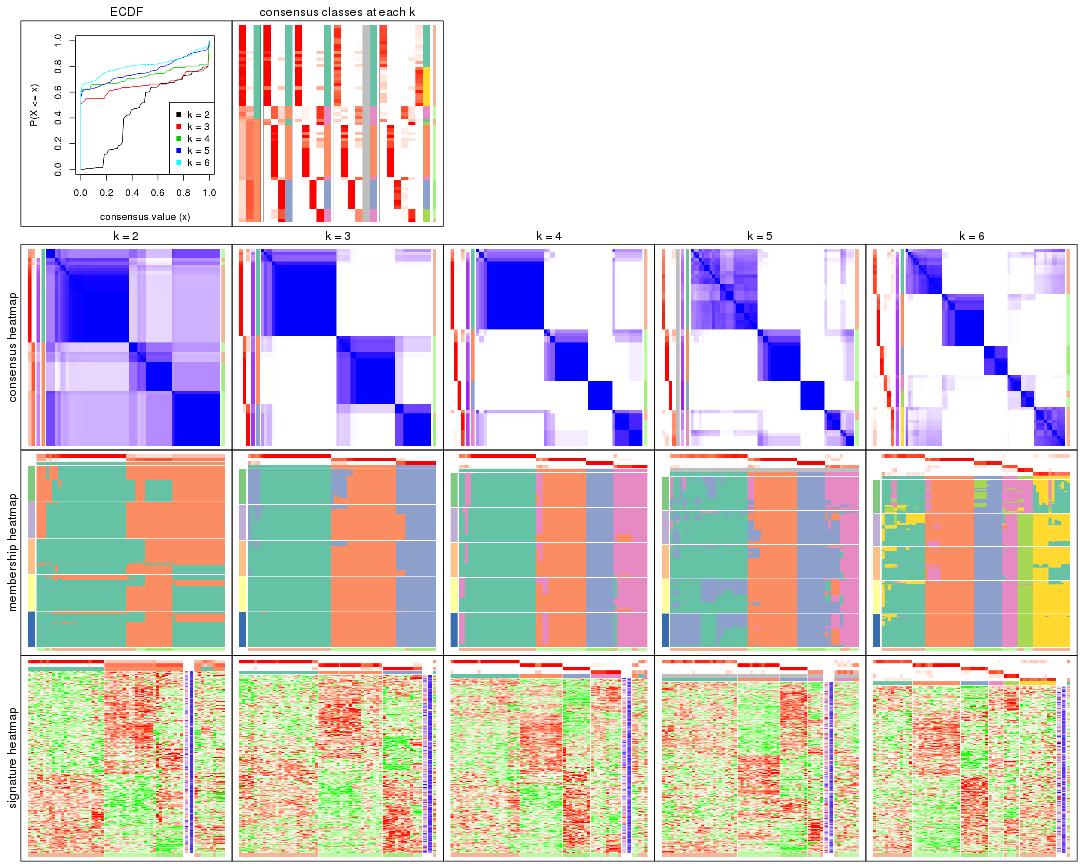 ECDF
consensus classes at each k
P(X <= x)
0.0 0.2 0.4 0.6 0.8 1.0
k = 2
k = 3
k = 4
k = 5
k = 6
0.0 0.2 0.4 0.6 0.8 1.0
consensus value (x)
k = 2
k = 3
k = 4
k = 5
k = 6
consensus heatmap
membership heatmap
signature heatmap